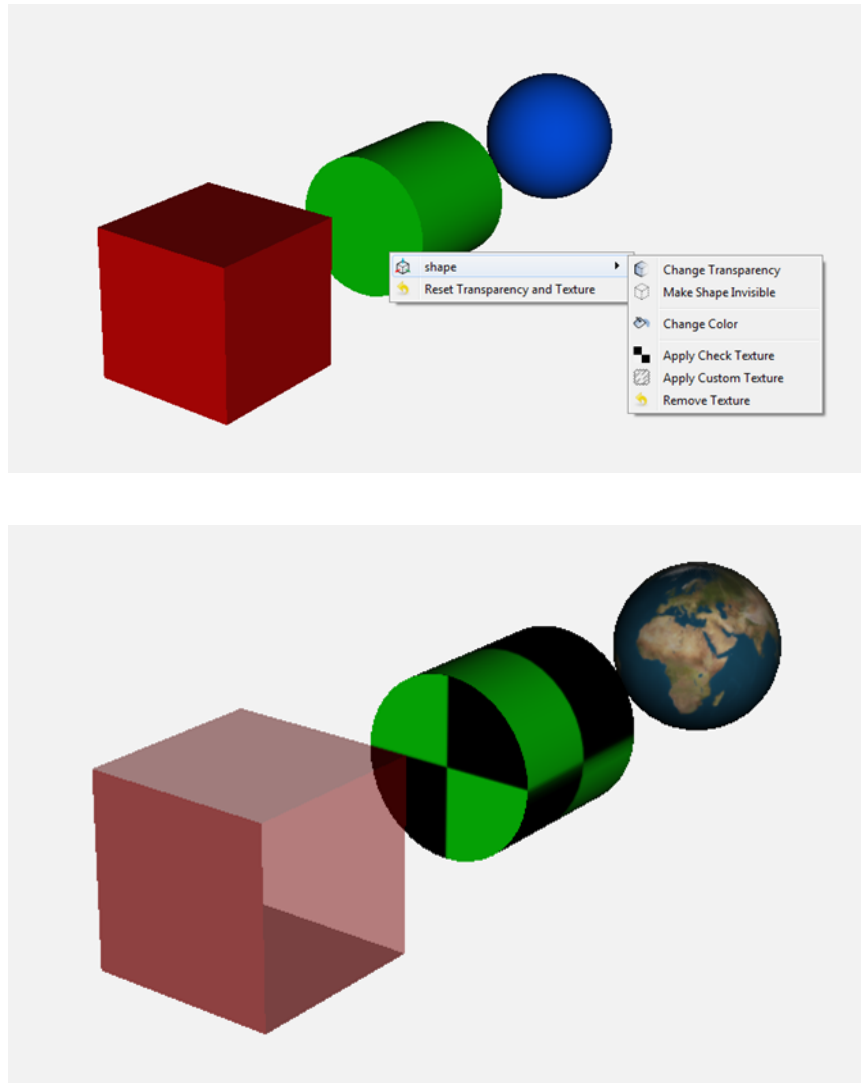 shape
Reset Transparency and Texture
Change Transparency
Make Shape Invisible
Change Color
Apply Check Texture
Apply Custom Texture
Remove Texture